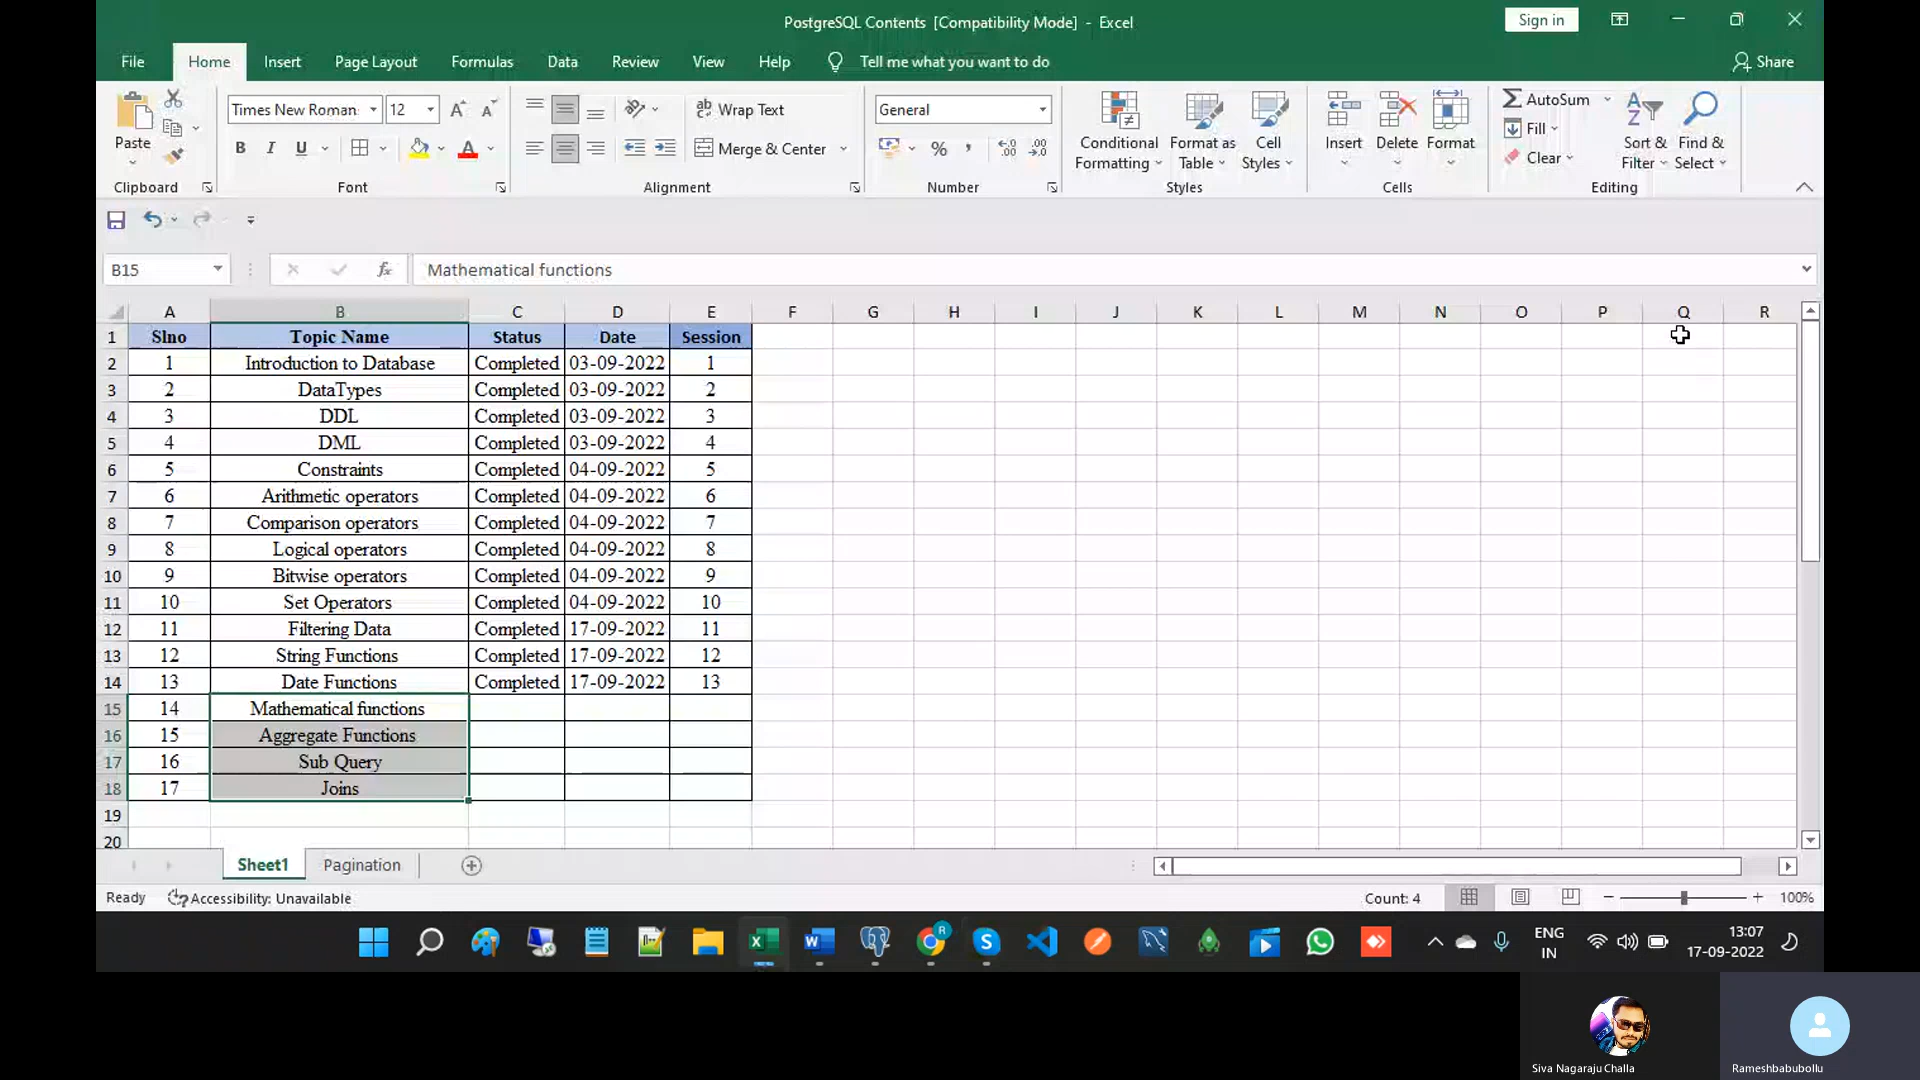 PostgreSQL Contents [Compatibility Mode] - Excel
Sign in
File Home Insert Page Layout Formulas Data Review View Help Tell me what you want to do Share
Paste
Times New Roman 12
B I U A
Wrap Text
Merge & Center
General
Conditional Formatting
Format as Table
Cell Styles
Insert Delete Format
AutoSum
Fill
Clear
Sort & Filter
Find & Select
Clipboard Font Alignment Number Styles Cells Editing
B15 fx Mathematical functions
A B C D E F G H I J K L M N O P Q R
1 Slno Topic Name Status Date Session
2 1 Introduction to Database Completed 03-09-2022 1
3 2 DataTypes Completed 03-09-2022 2
4 3 DDL Completed 03-09-2022 3
5 4 DML Completed 03-09-2022 4
6 5 Constraints Completed 04-09-2022 5
7 6 Arithmetic operators Completed 04-09-2022 6
8 7 Comparison operators Completed 04-09-2022 7
9 8 Logical operators Completed 04-09-2022 8
10 9 Bitwise operators Completed 04-09-2022 9
11 10 Set Operators Completed 04-09-2022 10
12 11 Filtering Data Completed 17-09-2022 11
13 12 String Functions Completed 17-09-2022 12
14 13 Date Functions Completed 17-09-2022 13
15 14 Mathematical functions
16 15 Aggregate Functions
17 16 Sub Query
18 17 Joins
19
20
Sheet1 Pagination
Ready Accessibility: Unavailable Count: 4 100%
ENG IN
13:07
17-09-2022
Siva Nagaraju Challa
Rameshbabubollu